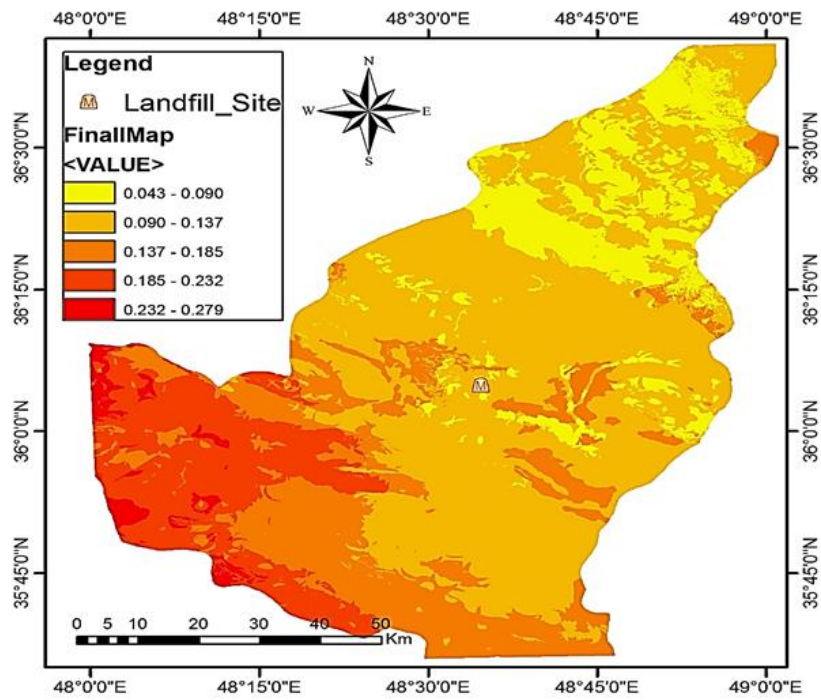 48°0'0"E 48°15'0"E 48°30'0"E 48°45'0"E 49°0'0"E
Legend
M Landfill_Site
FinallMap
<VALUE>
0.043 - 0.090
0.090 - 0.137
0.137 - 0.185
0.185 - 0.232
0.232 - 0.279
N
W E
S
36°30'0"N 36°30'0"N
36°15'0"N 36°15'0"N
M
36°0'0"N 36°0'0"N
35°45'0"N 35°45'0"N
0 5 10 20 30 40 50
Km
48°0'0"E 48°15'0"E 48°30'0"E 48°45'0"E 49°0'0"E